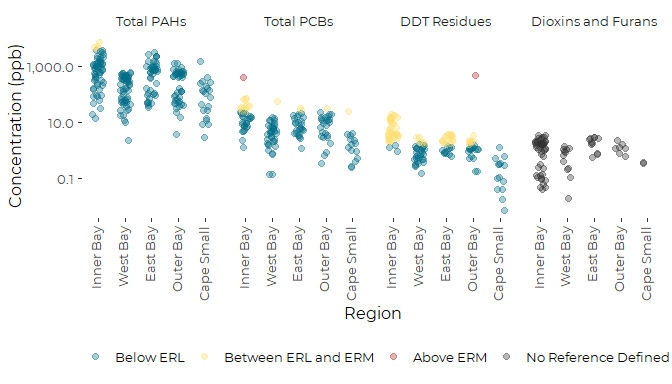 Total PAHs Total PCBs DDT Residues Dioxins and Furans
Concentration (ppb)
1,000.0
10.0
0.1
Inner Bay West Bay East Bay Outer Bay Cape Small Inner Bay West Bay East Bay Outer Bay Cape Small Inner Bay West Bay East Bay Outer Bay Cape Small Inner Bay West Bay East Bay Outer Bay Cape Small
Region
Below ERL Between ERL and ERM Above ERM No Reference Defined